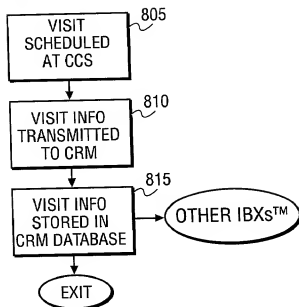 805
VISIT
SCHEDULED
AT CCS
810
VISIT INFO
TRANSMITTED
TO CRM
815
VISIT INFO
STORED IN
CRM DATABASE
OTHER IBXs™
EXIT